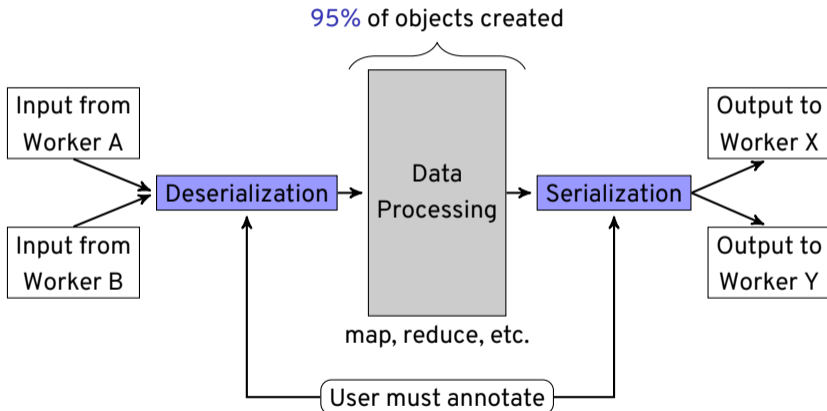 95% of objects created
Input from
Worker A
Output to
Worker X
Deserialization
Data
Processing
Serialization
Input from
Worker B
Output to
Worker Y
map, reduce, etc.
User must annotate